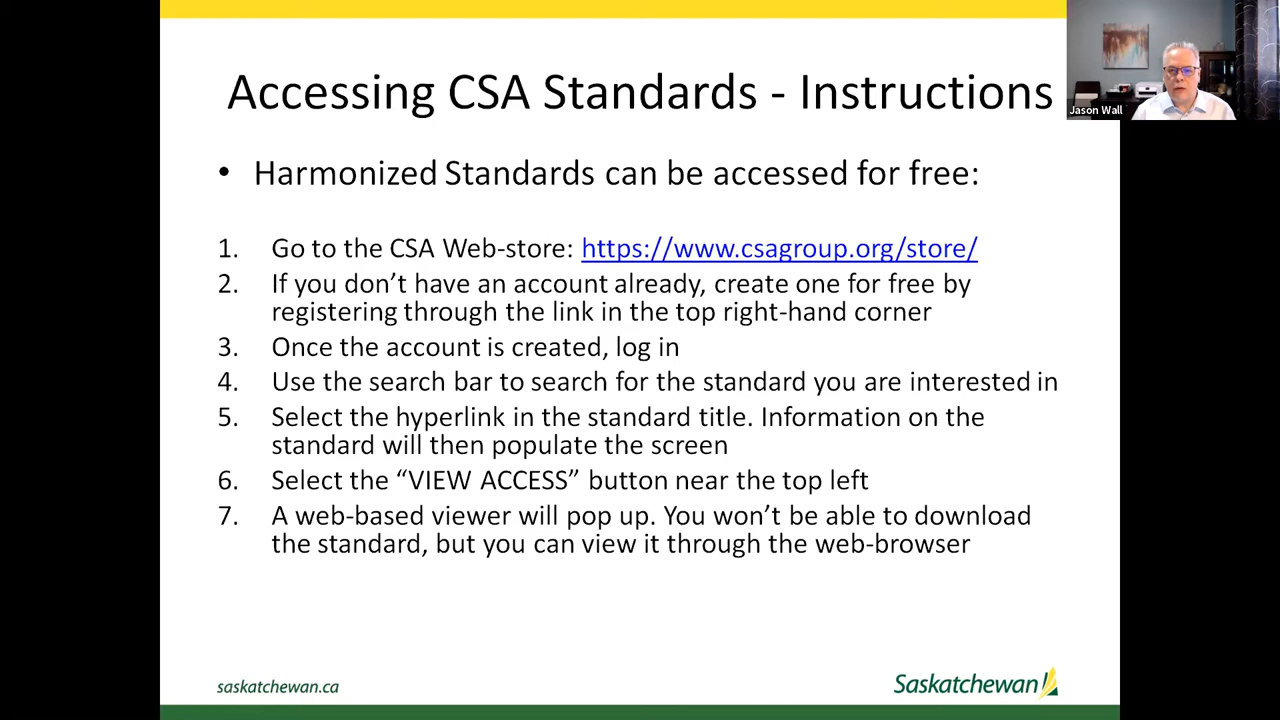 Accessing CSA Standards - Instructions
Jason Wall
• Harmonized Standards can be accessed for free:
1. Go to the CSA Web-store: https://www.csagroup.org/store/
2. If you don’t have an account already, create one for free by
registering through the link in the top right-hand corner
3. Once the account is created, log in
4. Use the search bar to search for the standard you are interested in
5. Select the hyperlink in the standard title. Information on the
standard will then populate the screen
6. Select the “VIEW ACCESS” button near the top left
7. A web-based viewer will pop up. You won’t be able to download
the standard, but you can view it through the web-browser
saskatchewan.ca
Saskatchewan